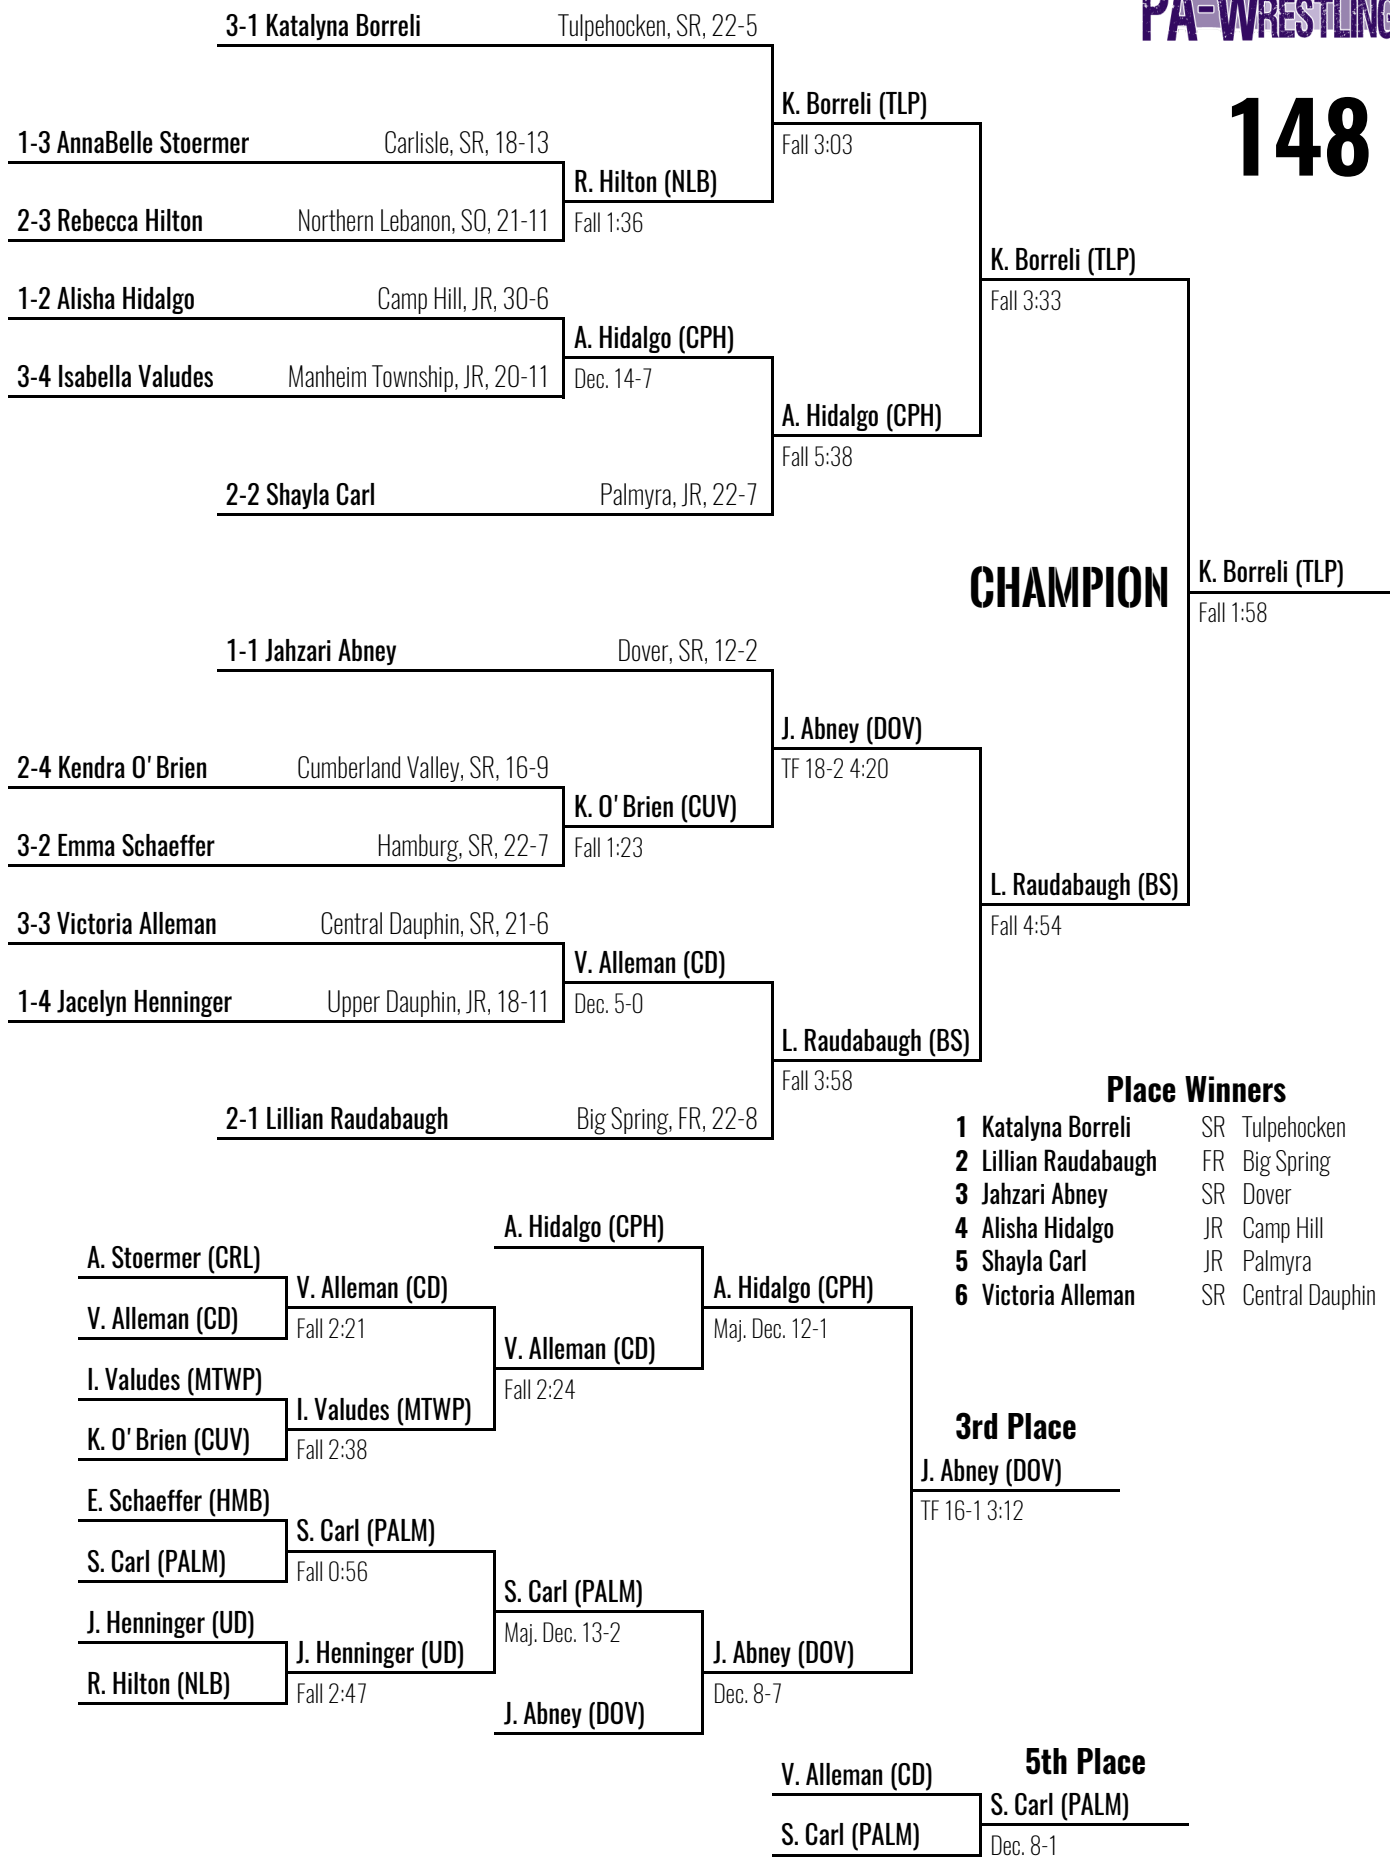 PA-WRESTLING
148
3-1 Katalyna Borreli Tulpehocken, SR, 22-5
K. Borreli (TLP)
Fall 3:03
1-3 AnnaBelle Stoermer Carlisle, SR, 18-13
R. Hilton (NLB)
Fall 1:36
2-3 Rebecca Hilton Northern Lebanon, SO, 21-11
K. Borreli (TLP)
Fall 3:33
1-2 Alisha Hidalgo Camp Hill, JR, 30-6
A. Hidalgo (CPH)
Dec. 14-7
3-4 Isabella Valudes Manheim Township, JR, 20-11
A. Hidalgo (CPH)
Fall 5:38
2-2 Shayla Carl Palmyra, JR, 22-7
CHAMPION
K. Borreli (TLP)
Fall 1:58
1-1 Jahzari Abney Dover, SR, 12-2
J. Abney (DOV)
TF 18-2 4:20
2-4 Kendra O'Brien Cumberland Valley, SR, 16-9
K. O'Brien (CUV)
Fall 1:23
3-2 Emma Schaeffer Hamburg, SR, 22-7
L. Raudabaugh (BS)
Fall 4:54
3-3 Victoria Alleman Central Dauphin, SR, 21-6
V. Alleman (CD)
Dec. 5-0
1-4 Jacelyn Henninger Upper Dauphin, JR, 18-11
L. Raudabaugh (BS)
Fall 3:58
2-1 Lillian Raudabaugh Big Spring, FR, 22-8
Place Winners
1 Katalyna Borreli SR Tulpehocken
2 Lillian Raudabaugh FR Big Spring
3 Jahzari Abney SR Dover
4 Alisha Hidalgo JR Camp Hill
5 Shayla Carl JR Palmyra
6 Victoria Alleman SR Central Dauphin
A. Hidalgo (CPH)
A. Stoermer (CRL)
V. Alleman (CD)
Fall 2:21
V. Alleman (CD)
A. Hidalgo (CPH)
Maj. Dec. 12-1
V. Alleman (CD)
Fall 2:24
I. Valudes (MTWP)
I. Valudes (MTWP)
Fall 2:38
K. O'Brien (CUV)
3rd Place
J. Abney (DOV)
TF 16-1 3:12
E. Schaeffer (HMB)
S. Carl (PALM)
Fall 0:56
S. Carl (PALM)
S. Carl (PALM)
Maj. Dec. 13-2
J. Henninger (UD)
J. Henninger (UD)
Fall 2:47
R. Hilton (NLB)
J. Abney (DOV)
Dec. 8-7
J. Abney (DOV)
5th Place
V. Alleman (CD)
S. Carl (PALM)
Dec. 8-1
S. Carl (PALM)